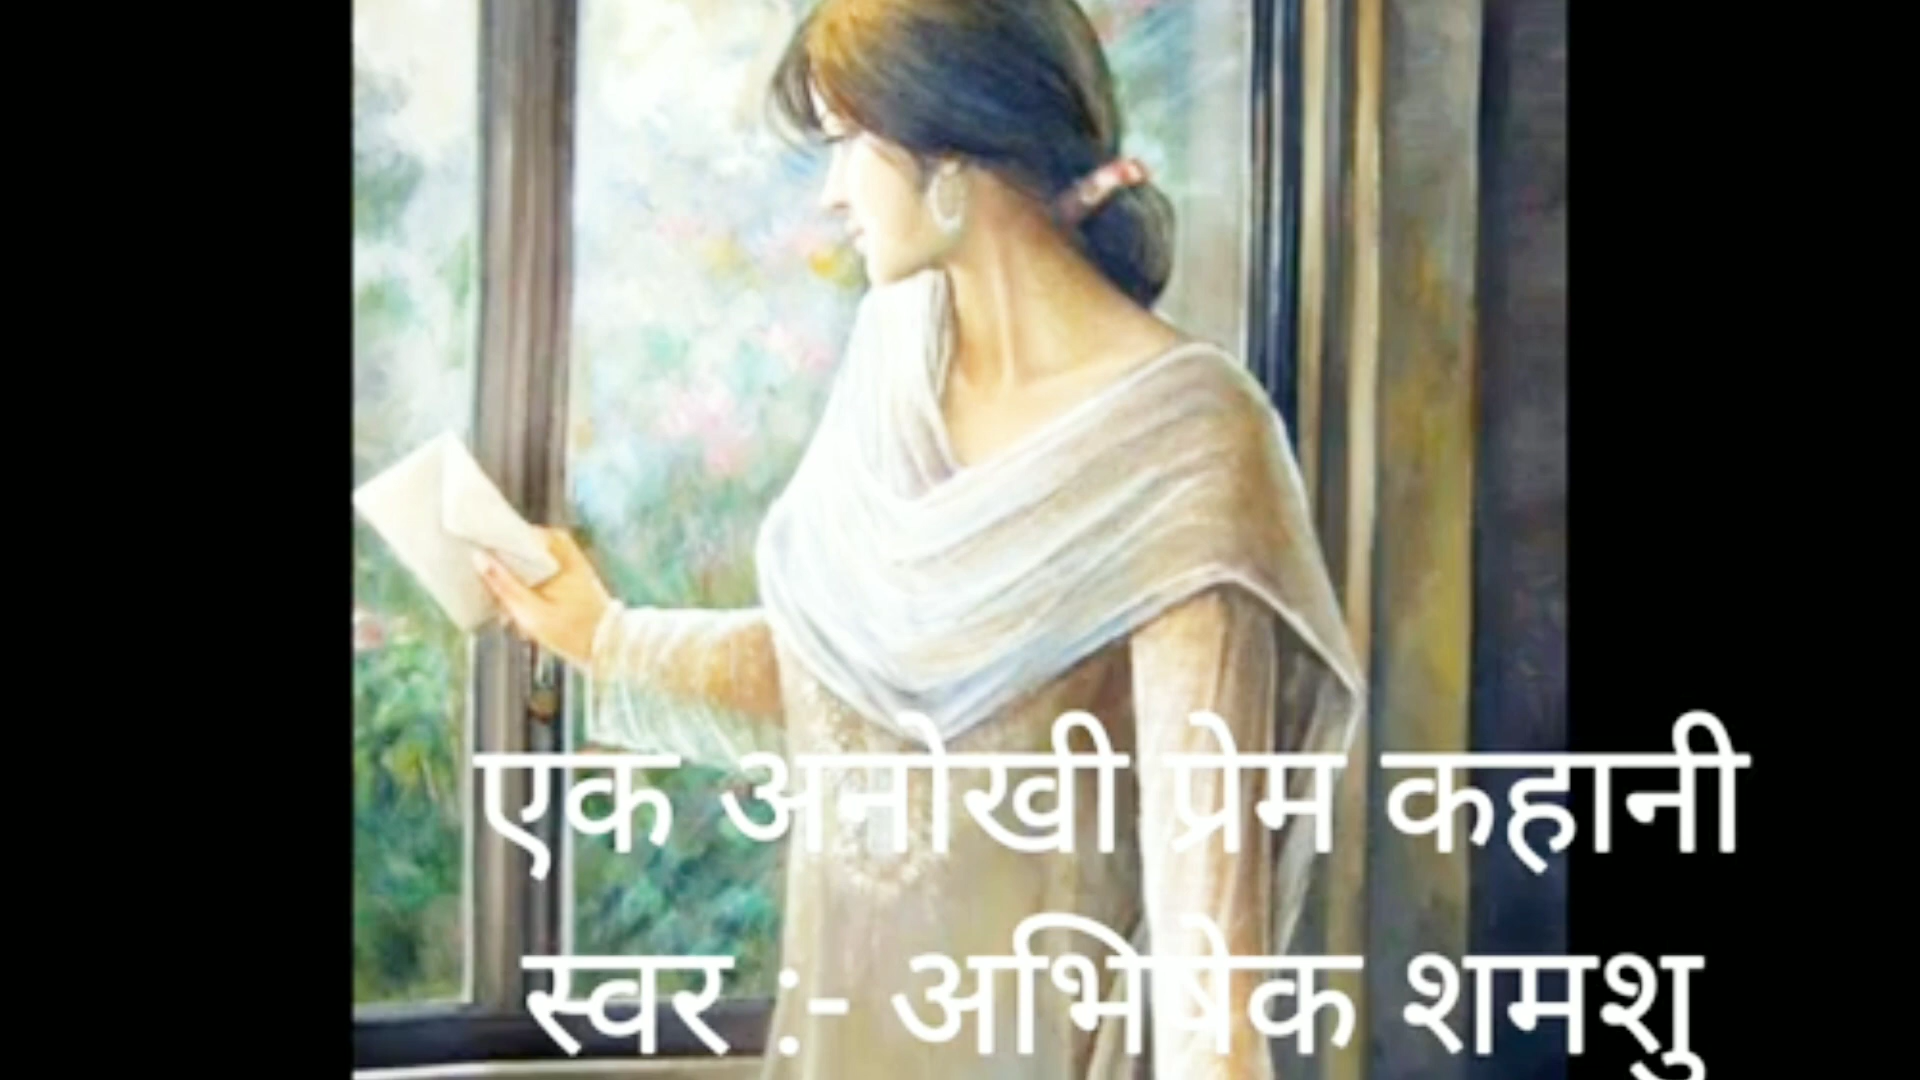 एक अनोखी प्रेम कहानी
स्वर :- अभिषेक शमशु